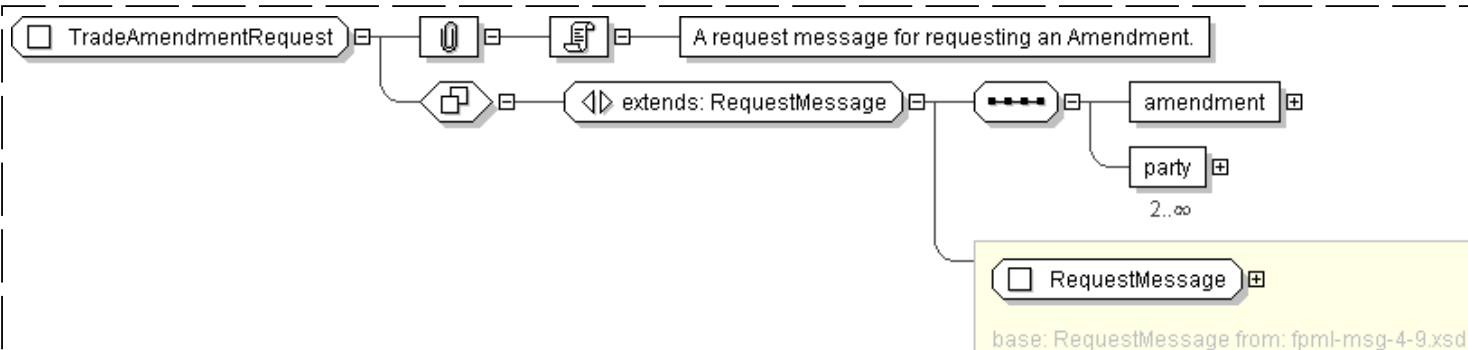 TradeAmendmentRequest
A request message for requesting an Amendment.
extends: RequestMessage
amendment
party
2..∞
RequestMessage
base: RequestMessage from: fpml-msg-4-9.xsd